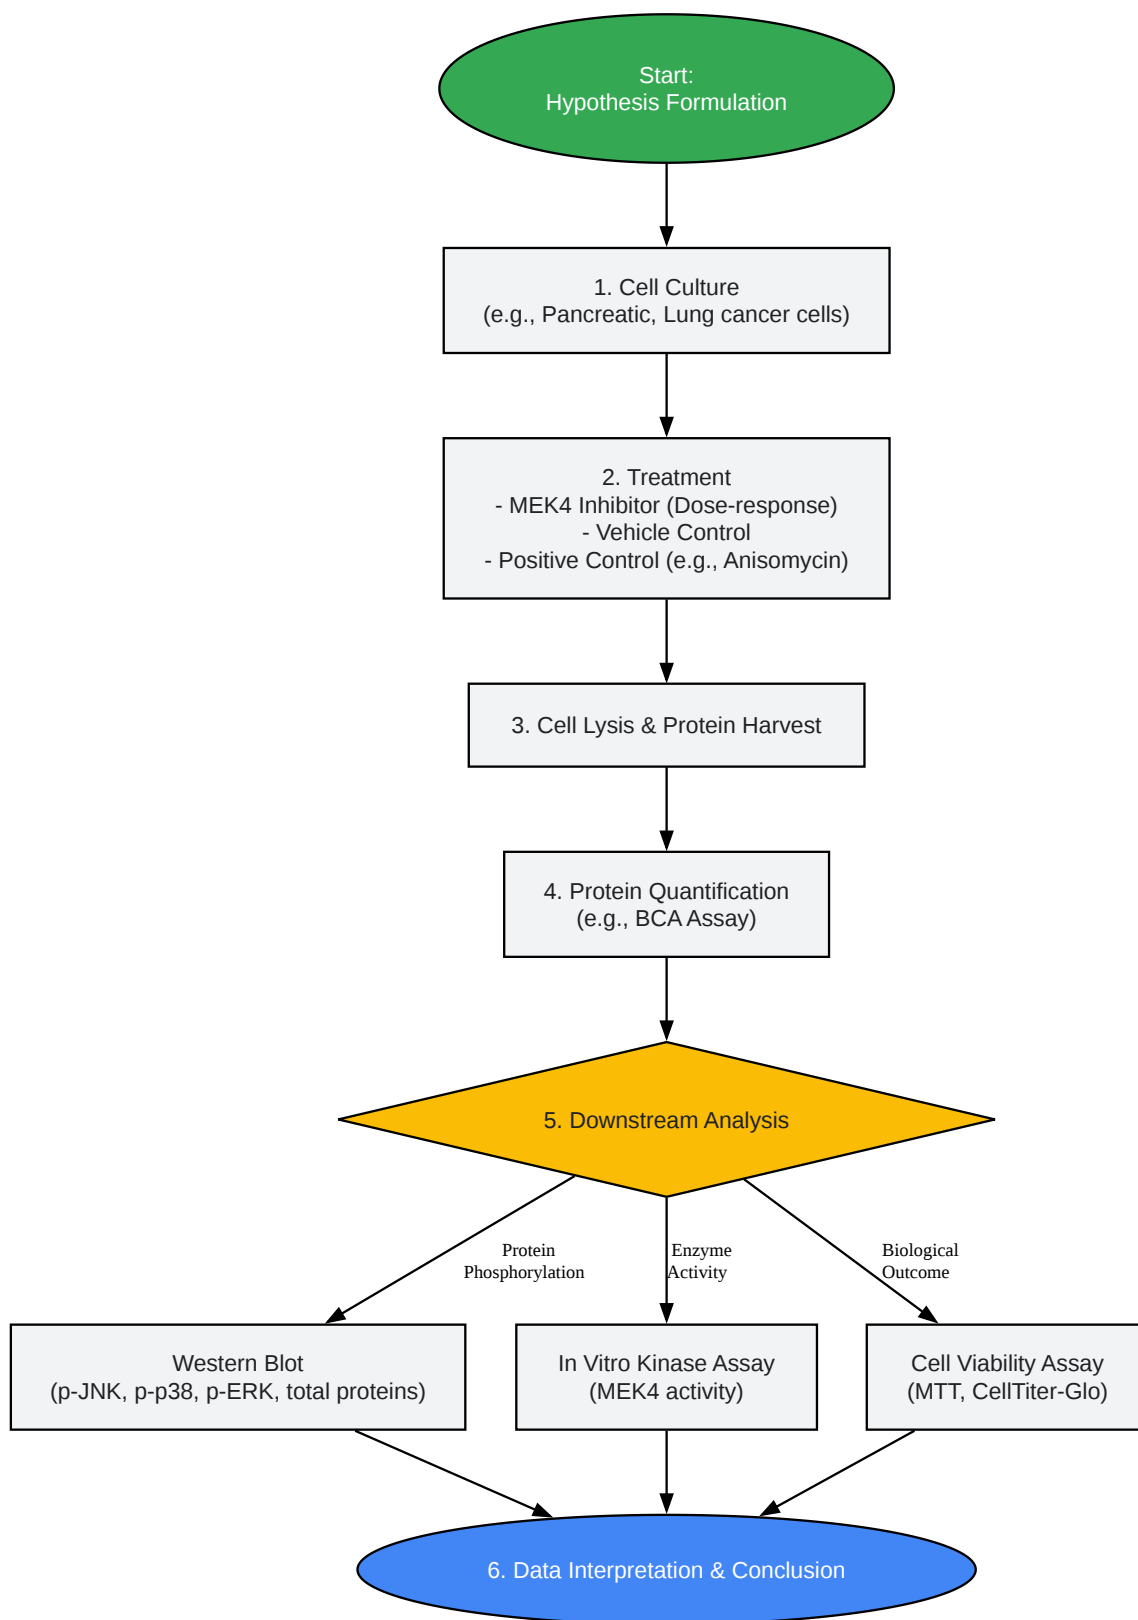 Start:
Hypothesis Formulation
1. Cell Culture
(e.g., Pancreatic, Lung cancer cells)
2. Treatment
- MEK4 Inhibitor (Dose-response)
- Vehicle Control
- Positive Control (e.g., Anisomycin)
3. Cell Lysis & Protein Harvest
4. Protein Quantification
(e.g., BCA Assay)
5. Downstream Analysis
Protein
Phosphorylation
Enzyme
Activity
Biological
Outcome
Western Blot
(p-JNK, p-p38, p-ERK, total proteins)
In Vitro Kinase Assay
(MEK4 activity)
Cell Viability Assay
(MTT, CellTiter-Glo)
6. Data Interpretation & Conclusion